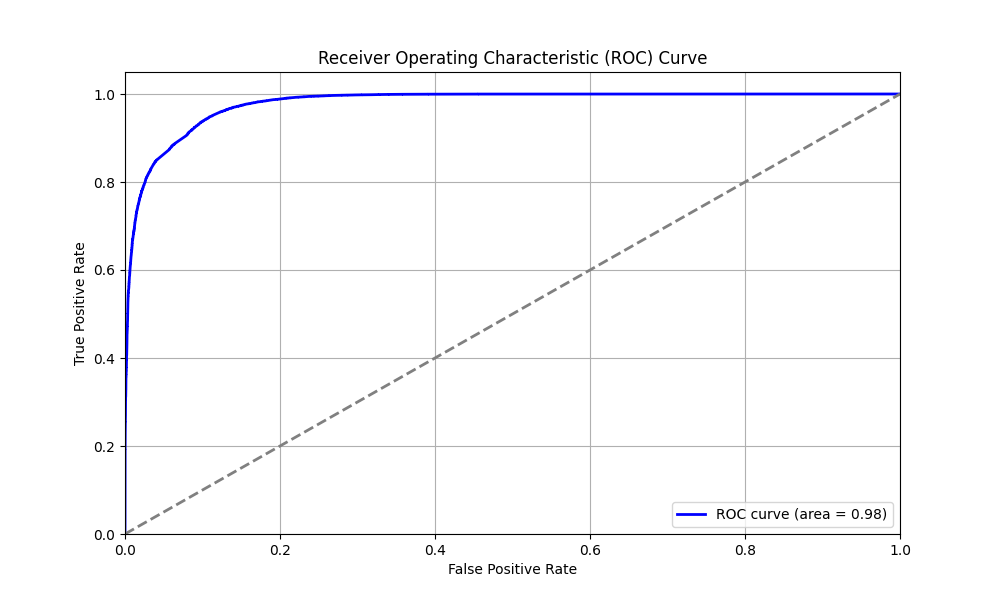 Receiver Operating Characteristic (ROC) Curve
True Positive Rate
1.0
0.8
0.6
0.4
0.2
0.0
ROC curve (area = 0.98)
0.0 0.2 0.4 0.6 0.8 1.0
False Positive Rate